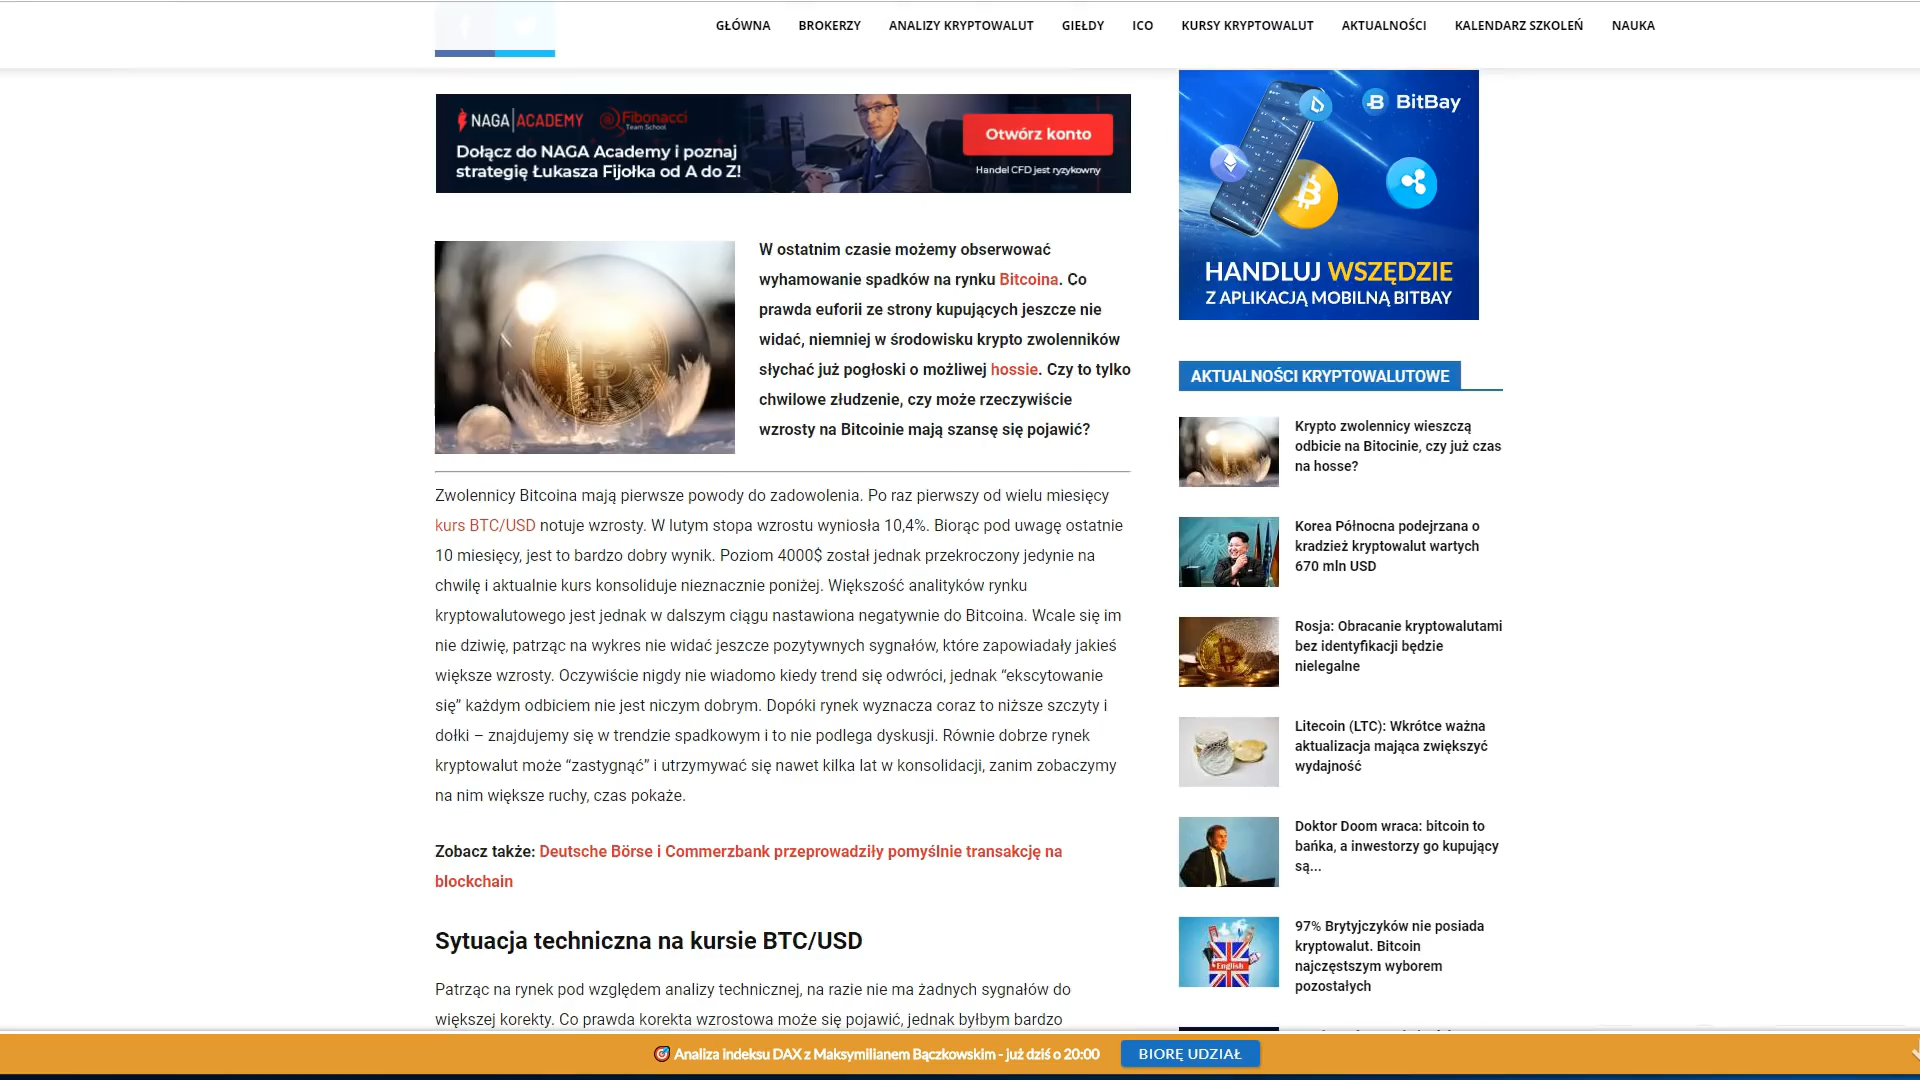 GŁÓWNA BROKERZY ANALIZY KRYPTOWALUT GIEŁDY ICO KURSY KRYPTOWALUT AKTUALNOŚCI KALENDARZ SZKOLEŃ NAUKA
NAGA|ACADEMY Fibonacci
Team School
Dołącz do NAGA Academy i poznaj
strategię Łukasza Fijołka od A do Z!
Otwórz konto
Handel CFD jest ryzykowny
W ostatnim czasie możemy obserwować
wyhamowanie spadków na rynku Bitcoina. Co
prawda euforii ze strony kupujących jeszcze nie
widać, niemniej w środowisku krypto zwolenników
słychać już pogłoski o możliwej hossie. Czy to tylko
chwilowe złudzenie, czy może rzeczywiście
wzrosty na Bitcoinie mają szansę się pojawić?
Zwolennicy Bitcoina mają pierwsze powody do zadowolenia. Po raz pierwszy od wielu miesięcy
kurs BTC/USD notuje wzrosty. W lutym stopa wzrostu wyniosła 10,4%. Biorąc pod uwagę ostatnie
10 miesięcy, jest to bardzo dobry wynik. Poziom 4000$ został jednak przekroczony jedynie na
chwilę i aktualnie kurs konsoliduje nieznacznie poniżej. Większość analityków rynku
kryptowalutowego jest jednak w dalszym ciągu nastawiona negatywnie do Bitcoina. Wcale się im
nie dziwię, patrząc na wykres nie widać jeszcze pozytywnych sygnałów, które zapowiadały jakieś
większe wzrosty. Oczywiście nigdy nie wiadomo kiedy trend się odwróci, jednak “ekscytowanie
się” każdym odbiciem nie jest niczym dobrym. Dopóki rynek wyznacza coraz to niższe szczyty i
dołki – znajdujemy się w trendzie spadkowym i to nie podlega dyskusji. Równie dobrze rynek
kryptowalut może “zastygnąć” i utrzymywać się nawet kilka lat w konsolidacji, zanim zobaczymy
na nim większe ruchy, czas pokaże.
Zobacz także: Deutsche Börse i Commerzbank przeprowadziły pomyślnie transakcję na
blockchain
Sytuacja techniczna na kursie BTC/USD
Patrząc na rynek pod względem analizy technicznej, na razie nie ma żadnych sygnałów do
większej korekty. Co prawda korekta wzrostowa może się pojawić, jednak byłbym bardzo
BitBay
HANDLUJ WSZĘDZIE
Z APLIKACJĄ MOBILNĄ BITBAY
AKTUALNOŚCI KRYPTOWALUTOWE
Krypto zwolennicy wieszczą
odbicie na Bitocinie, czy już czas
na hosse?
Korea Północna podejrzana o
kradzież kryptowalut wartych
670 mln USD
Rosja: Obracanie kryptowalutami
bez identyfikacji będzie
nielegalne
Litecoin (LTC): Wkrótce ważna
aktualizacja mająca zwiększyć
wydajność
Doktor Doom wraca: bitcoin to
bańka, a inwestorzy go kupujący
są...
English
97% Brytyjczyków nie posiada
kryptowalut. Bitcoin
najczęstszym wyborem
pozostałych
Analiza indeksu DAX z Maksymilianem Bączkowskim - już dziś o 20:00 BIORĘ UDZIAŁ